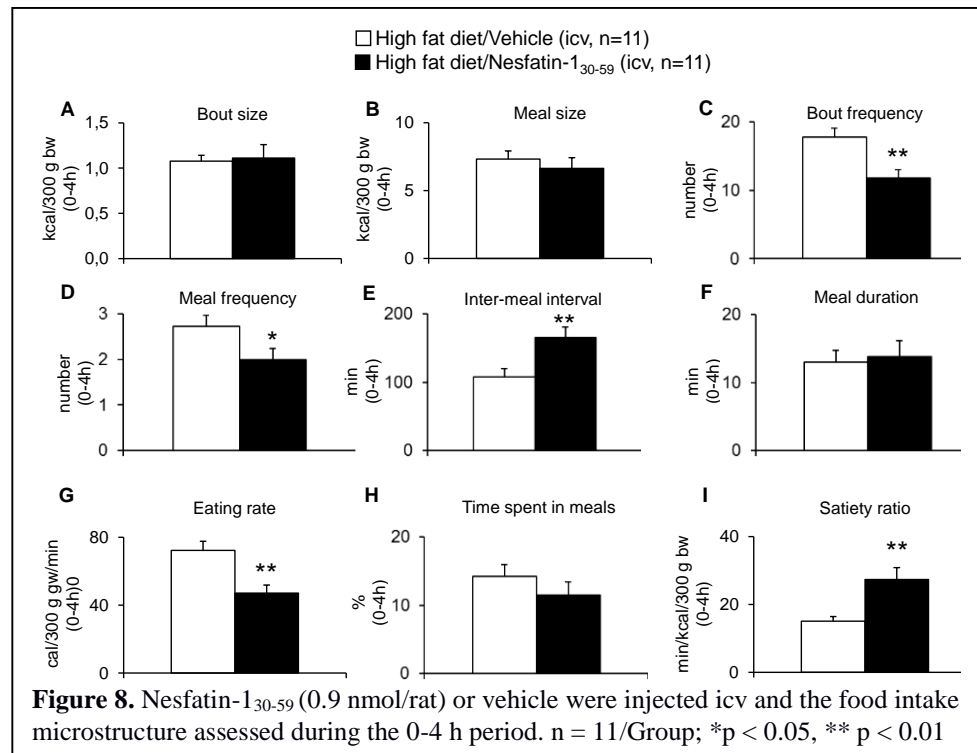 High fat diet/Vehicle (icv, n=11)
High fat diet/Nesfatin-1₃₀₋₅₉ (icv, n=11)
A
Bout size
kcal/300 g bw
(0-4h)
1,5
1,0
0,5
0,0
B
Meal size
kcal/300 g bw
(0-4h)
10
5
0
C
Bout frequency
number
(0-4h)
20
10
0
**
D
Meal frequency
number
(0-4h)
3
2
1
0
*
E
Inter-meal interval
min
(0-4h)
200
100
0
**
F
Meal duration
min
(0-4h)
20
10
0
G
Eating rate
cal/300 g gw/min
(0-4h)0
80
40
0
**
H
Time spent in meals
%
(0-4h)
20
10
0
I
Satiety ratio
min/kcal/300 g bw
(0-4h)
40
20
0
**
Figure 8. Nesfatin-1₃₀₋₅₉ (0.9 nmol/rat) or vehicle were injected icv and the food intake
microstructure assessed during the 0-4 h period. n = 11/Group; *p < 0.05, ** p < 0.01